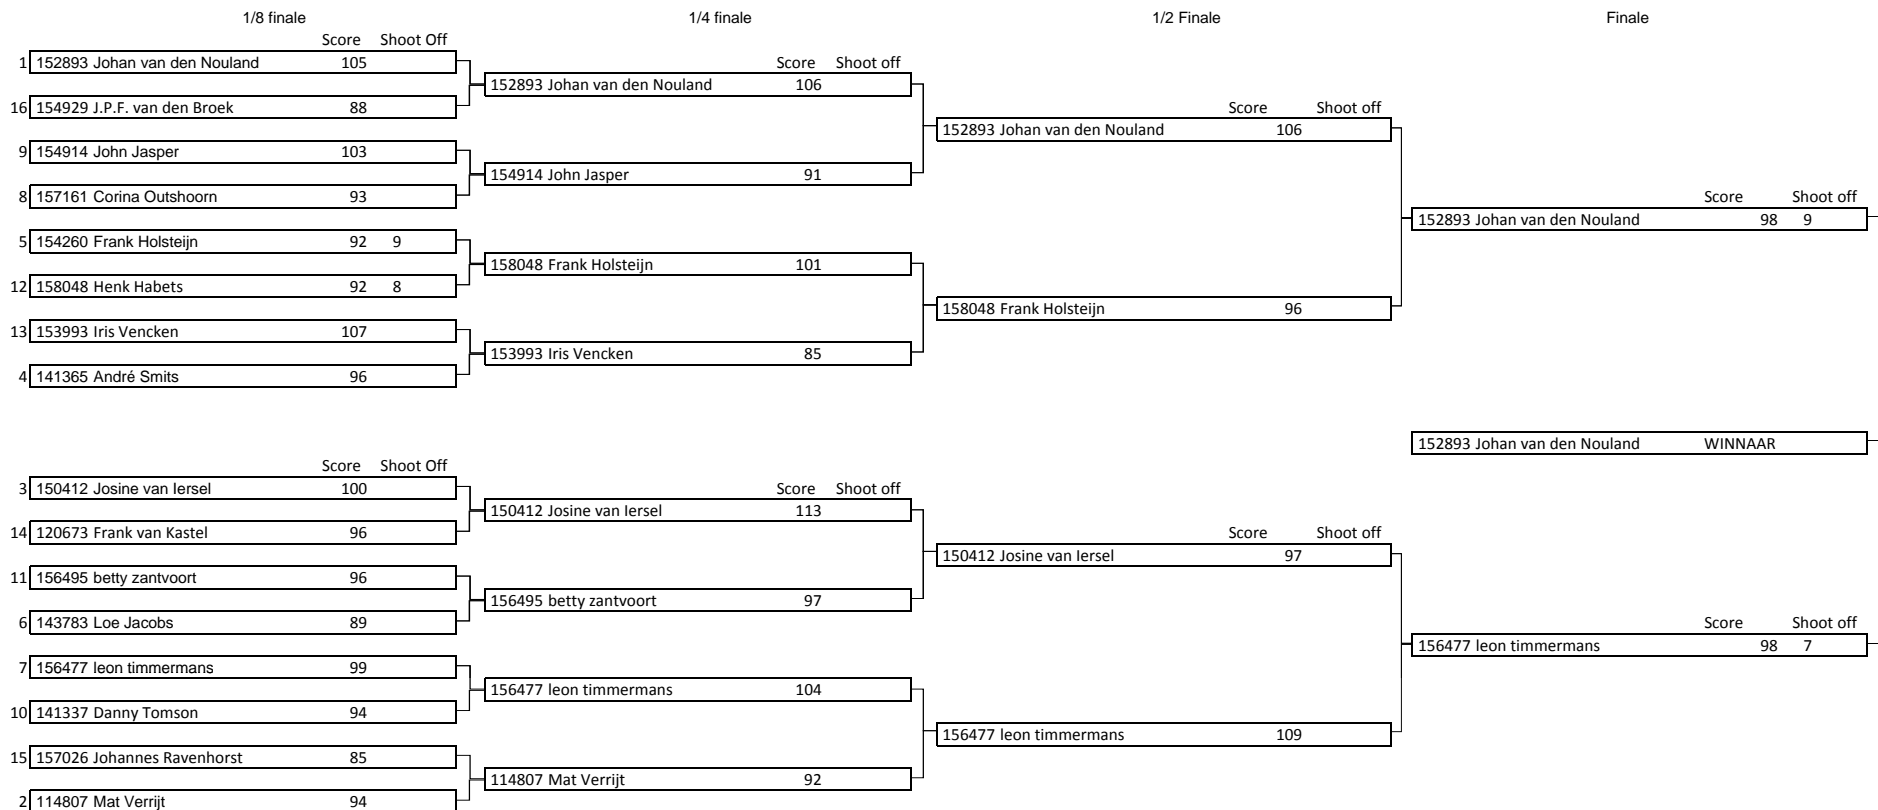 1/8 finale 1/4 finale 1/2 Finale Finale
Score Shoot Off
1 152893 Johan van den Nouland 105
Score Shoot off
152893 Johan van den Nouland 106
16 154929 J.P.F. van den Broek 88
Score Shoot off
152893 Johan van den Nouland 106
9 154914 John Jasper 103
154914 John Jasper 91
8 157161 Corina Outshoorn 93
Score Shoot off
152893 Johan van den Nouland 98 9
5 154260 Frank Holsteijn 92 9
158048 Frank Holsteijn 101
12 158048 Henk Habets 92 8
158048 Frank Holsteijn 96
13 153993 Iris Vencken 107
153993 Iris Vencken 85
4 141365 André Smits 96
152893 Johan van den Nouland WINNAAR
Score Shoot Off
3 150412 Josine van Iersel 100
Score Shoot off
150412 Josine van Iersel 113
14 120673 Frank van Kastel 96
Score Shoot off
150412 Josine van Iersel 97
11 156495 betty zantvoort 96
156495 betty zantvoort 97
6 143783 Loe Jacobs 89
Score Shoot off
156477 leon timmermans 98 7
7 156477 leon timmermans 99
156477 leon timmermans 104
10 141337 Danny Tomson 94
156477 leon timmermans 109
15 157026 Johannes Ravenhorst 85
114807 Mat Verrijt 92
2 114807 Mat Verrijt 94